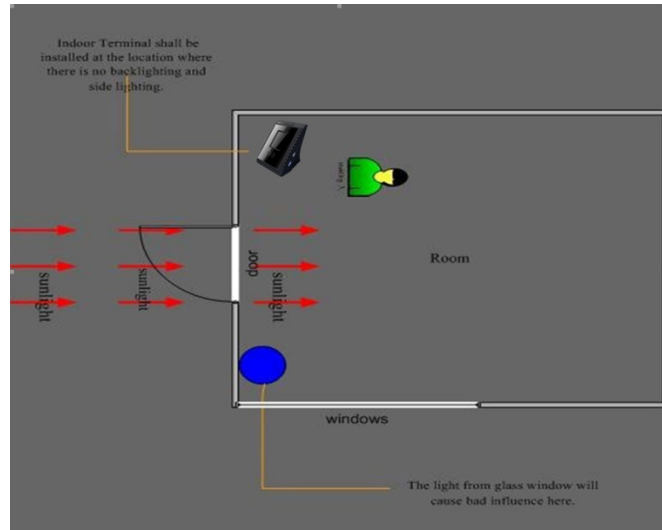 Indoor Terminal shall be
installed at the location where
there is no backlighting and
side lighting.
sunlight
sunlight
door
sunlight
Room
windows
The light from glass window will
cause bad influence here.